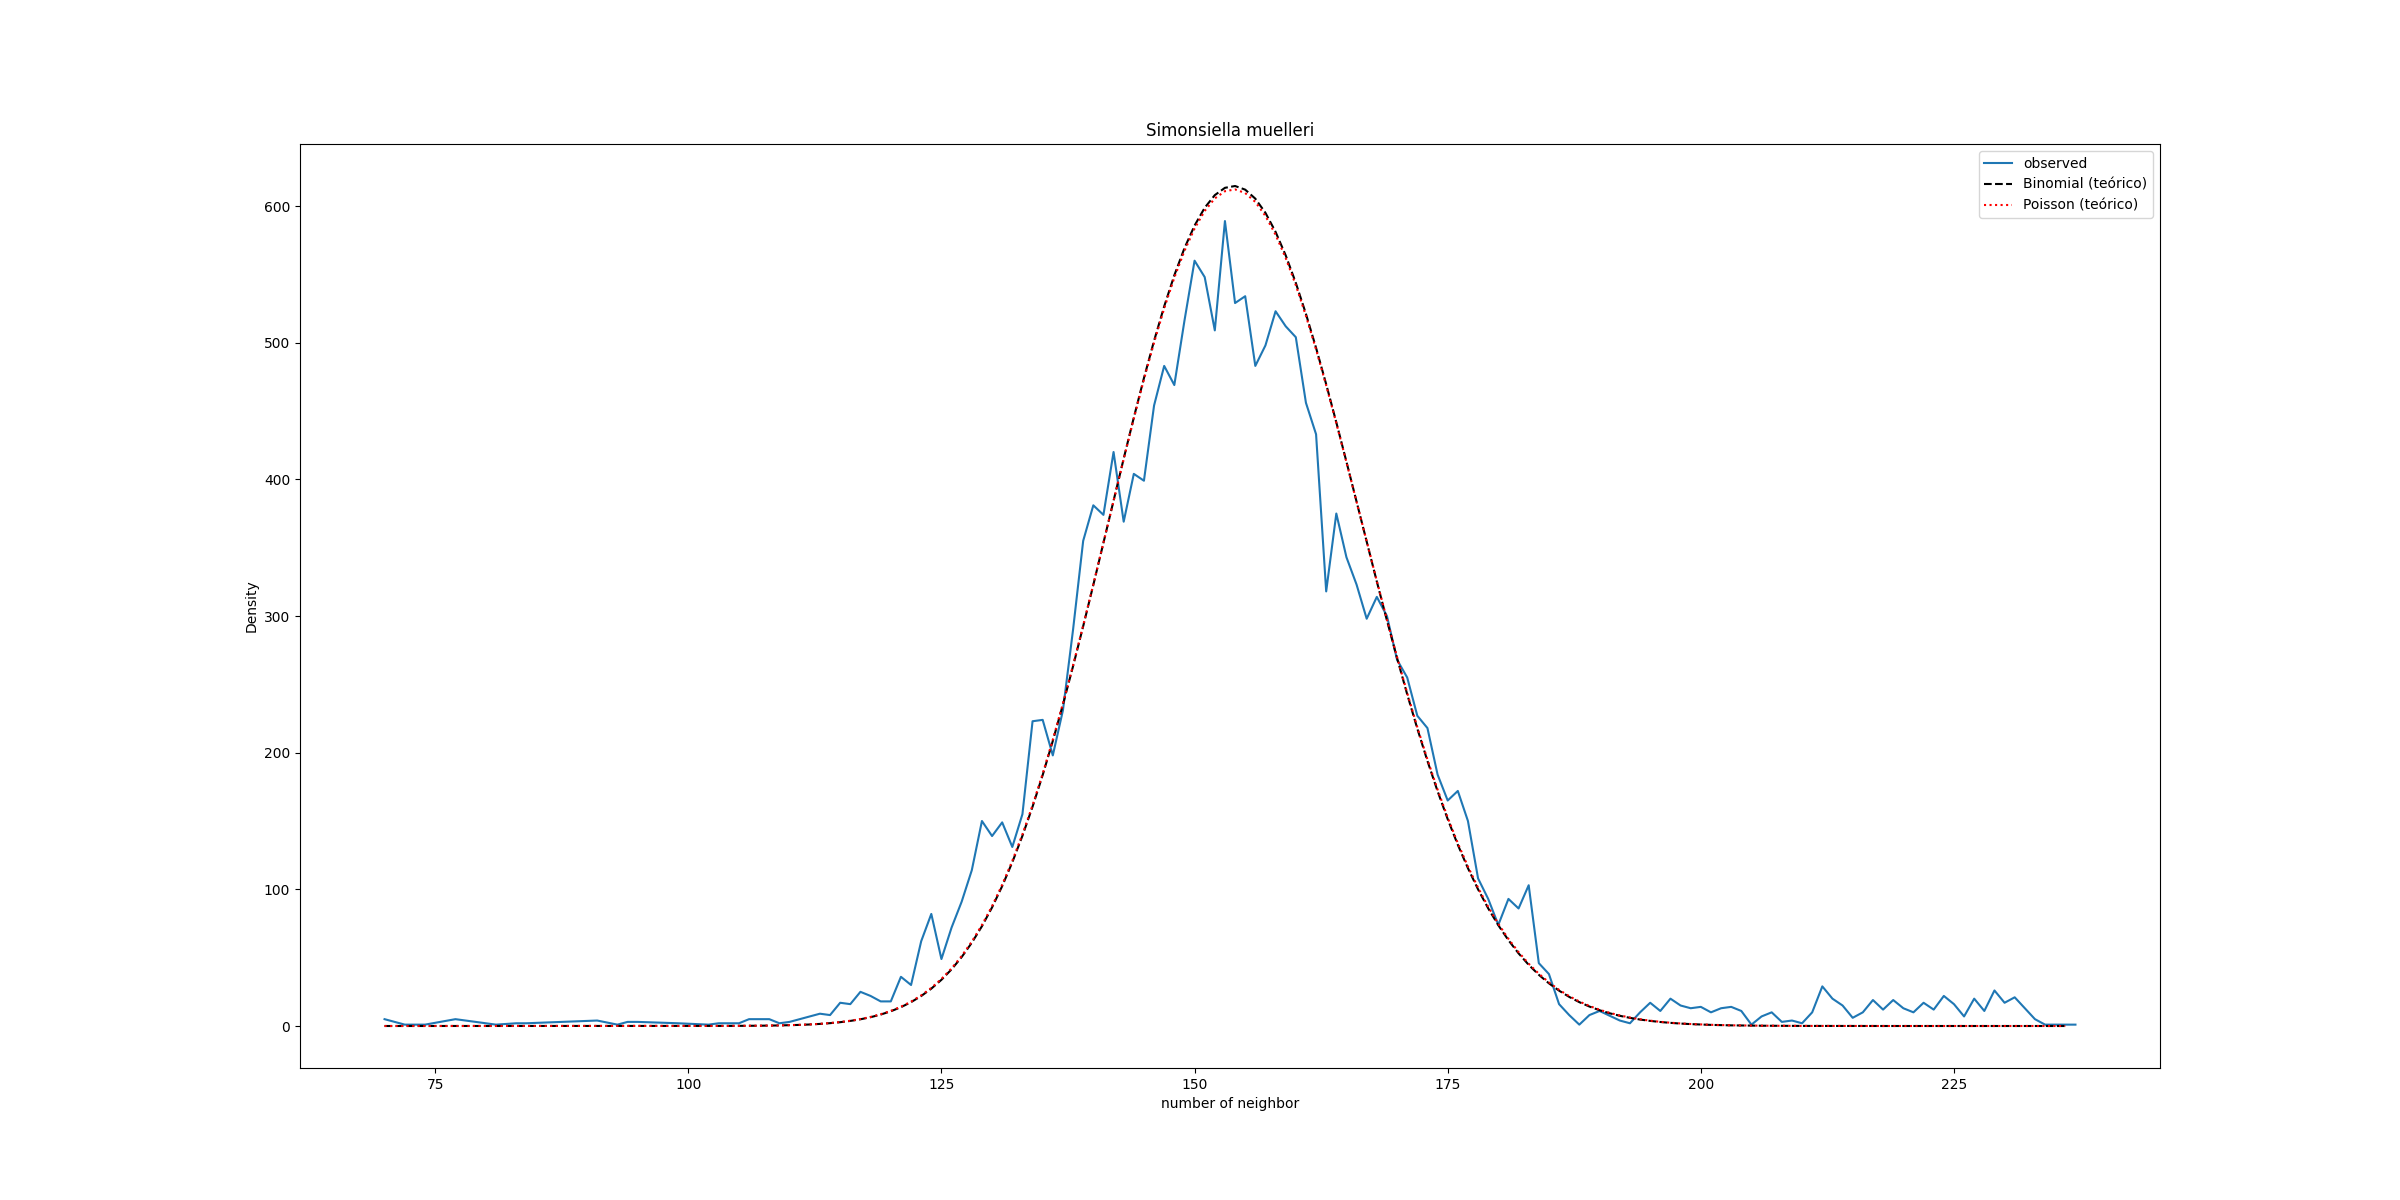 Simonsiella muelleri
observed
Binomial (teórico)
Poisson (teórico)
600
500
400
300
200
100
0
Density
75 100 125 150 175 200 225
number of neighbor